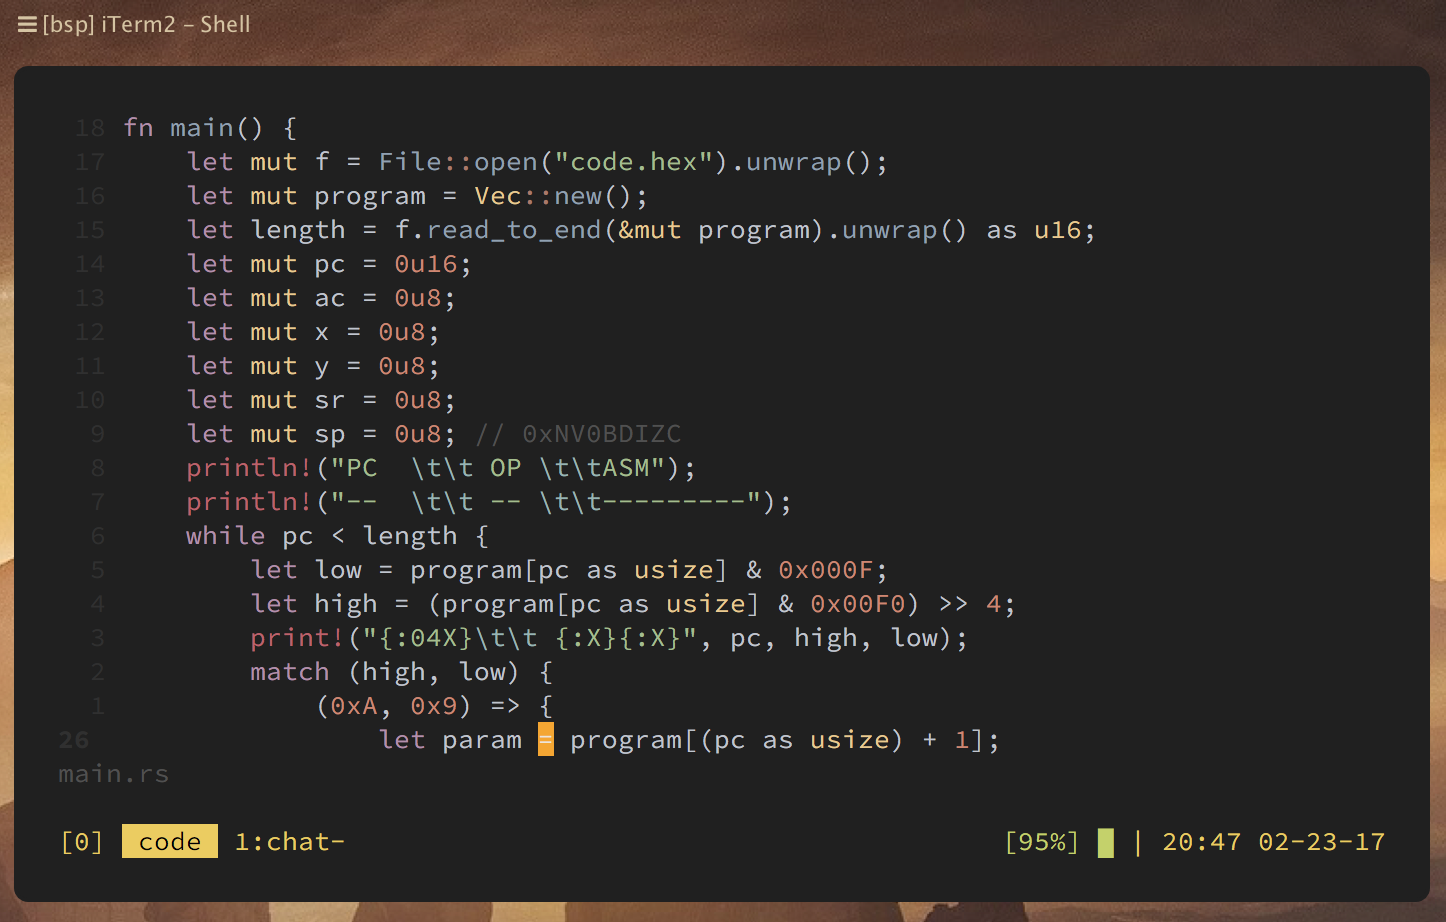 [bsp] iTerm2 – Shell
18 fn main() {
17     let mut f = File::open("code.hex").unwrap();
16     let mut program = Vec::new();
15     let length = f.read_to_end(&mut program).unwrap() as u16;
14     let mut pc = 0u16;
13     let mut ac = 0u8;
12     let mut x = 0u8;
11     let mut y = 0u8;
10     let mut sr = 0u8;
9     let mut sp = 0u8; // 0xNV0BDIZC
8     println!("PC  \t\t OP \t\tASM");
7     println!("--  \t\t -- \t\t---------");
6     while pc < length {
5         let low = program[pc as usize] & 0x000F;
4         let high = (program[pc as usize] & 0x00F0) >> 4;
3         print!("{:04X}\t\t {:X}{:X}", pc, high, low);
2         match (high, low) {
1             (0xA, 0x9) => {
26                 let param = program[(pc as usize) + 1];
main.rs
[0] code 1:chat- [95%] | 20:47 02-23-17